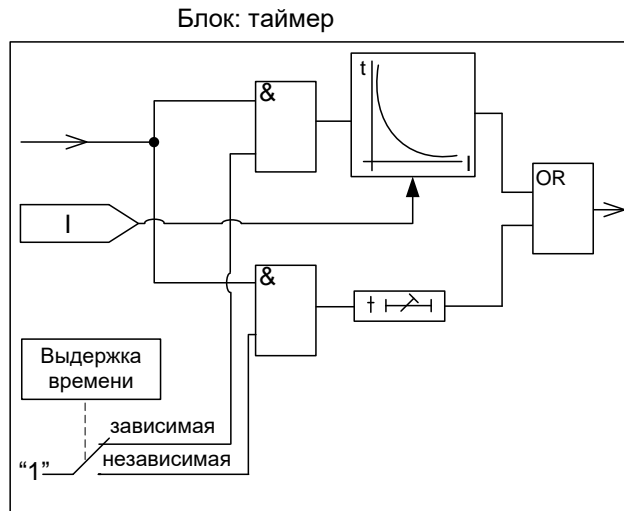 Блок: таймер
&
t
I
OR
I
&
t
Выдержка
времени
зависимая
независимая
“1”